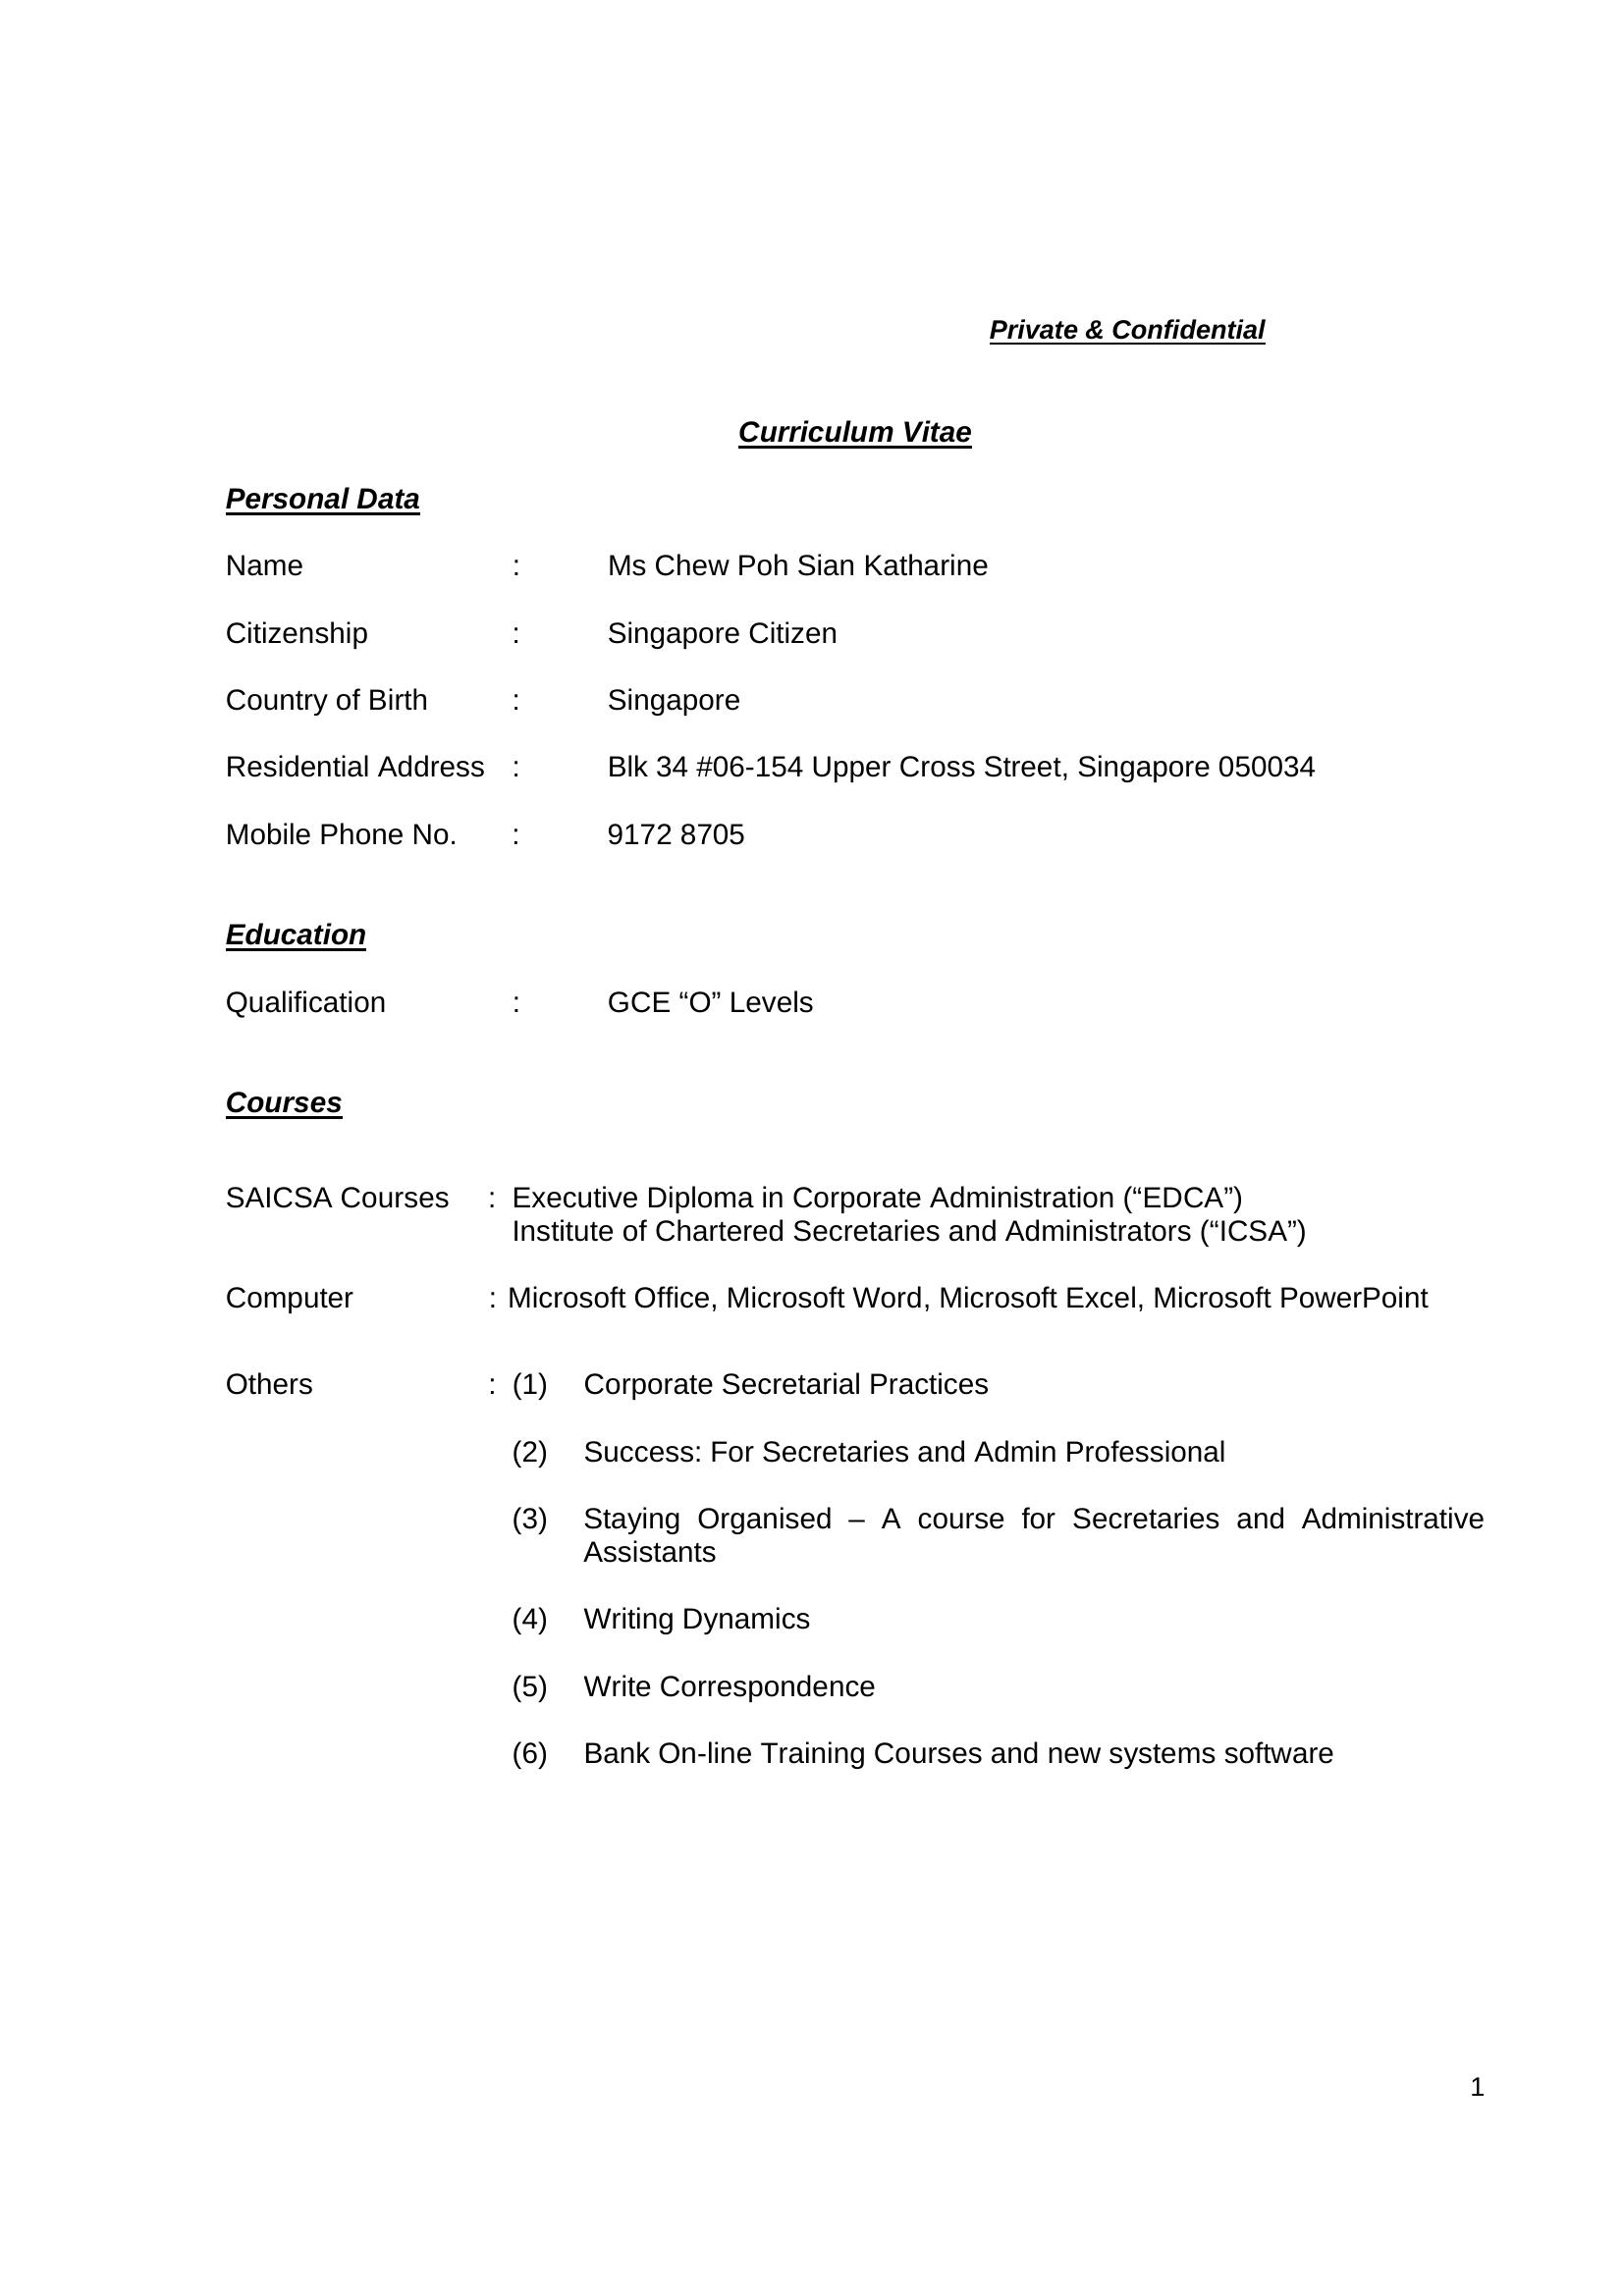 Private & Confidential
Curriculum Vitae
Personal Data
Name : Ms Chew Poh Sian Katharine
Citizenship : Singapore Citizen
Country of Birth : Singapore
Residential Address : Blk 34 #06-154 Upper Cross Street, Singapore 050034
Mobile Phone No. : 9172 8705
Education
Qualification : GCE “O” Levels
Courses
SAICSA Courses : Executive Diploma in Corporate Administration (“EDCA”)
Institute of Chartered Secretaries and Administrators (“ICSA”)
Computer : Microsoft Office, Microsoft Word, Microsoft Excel, Microsoft PowerPoint
Others : (1) Corporate Secretarial Practices
(2) Success: For Secretaries and Admin Professional
(3) Staying Organised – A course for Secretaries and Administrative
Assistants
(4) Writing Dynamics
(5) Write Correspondence
(6) Bank On-line Training Courses and new systems software
1